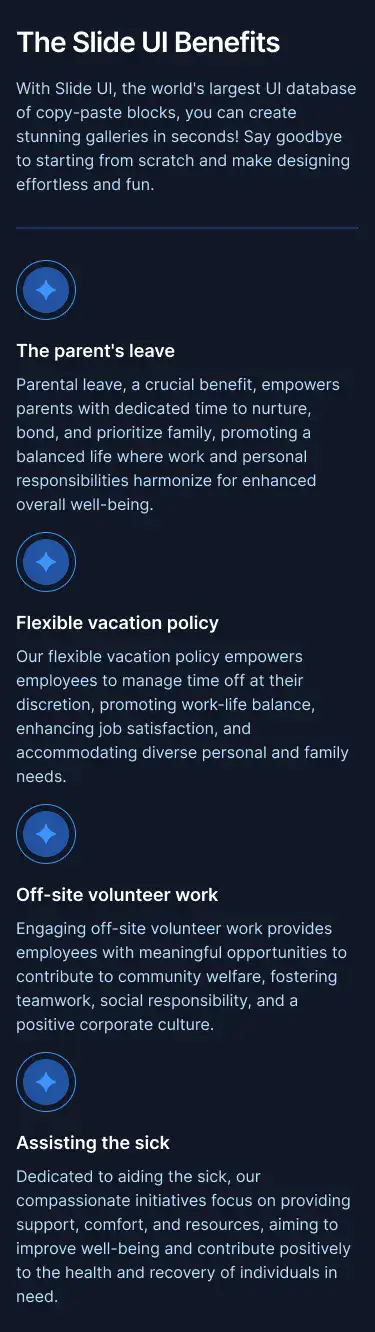 The Slide UI Benefits
With Slide UI, the world's largest UI database
of copy-paste blocks, you can create
stunning galleries in seconds! Say goodbye
to starting from scratch and make designing
effortless and fun.
The parent's leave
Parental leave, a crucial benefit, empowers
parents with dedicated time to nurture,
bond, and prioritize family, promoting a
balanced life where work and personal
responsibilities harmonize for enhanced
overall well-being.
Flexible vacation policy
Our flexible vacation policy empowers
employees to manage time off at their
discretion, promoting work-life balance,
enhancing job satisfaction, and
accommodating diverse personal and family
needs.
Off-site volunteer work
Engaging off-site volunteer work provides
employees with meaningful opportunities to
contribute to community welfare, fostering
teamwork, social responsibility, and a
positive corporate culture.
Assisting the sick
Dedicated to aiding the sick, our
compassionate initiatives focus on providing
support, comfort, and resources, aiming to
improve well-being and contribute positively
to the health and recovery of individuals in
need.